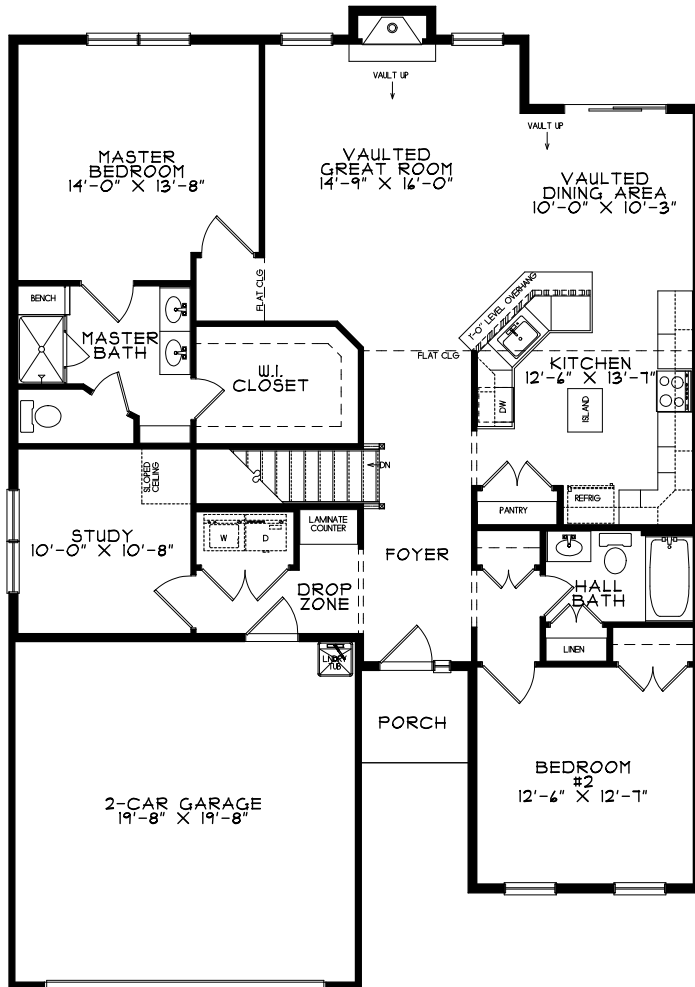 VAULT UP
VAULT UP
MASTER
BEDROOM
14'-0" X 13'-8"
VAULTED
GREAT ROOM
14'-9" X 16'-0"
VAULTED
DINING AREA
10'-0" X 10'-3"
FLAT CLG
1'-0" LEVEL OVERHANG
BENCH
MASTER
BATH
W.I.
CLOSET
FLAT CLG
KITCHEN
12'-6" X 13'-7"
ISLAND
DW
DN
SLOPED
CEILING
PANTRY
REFRIG
STUDY
10'-0" X 10'-8"
W
D
LAMINATE
COUNTER
FOYER
DROP
ZONE
HALL
BATH
LINEN
LNDRY
TUB
PORCH
BEDROOM
#2
12'-6" X 12'-7"
2-CAR GARAGE
19'-8" X 19'-8"